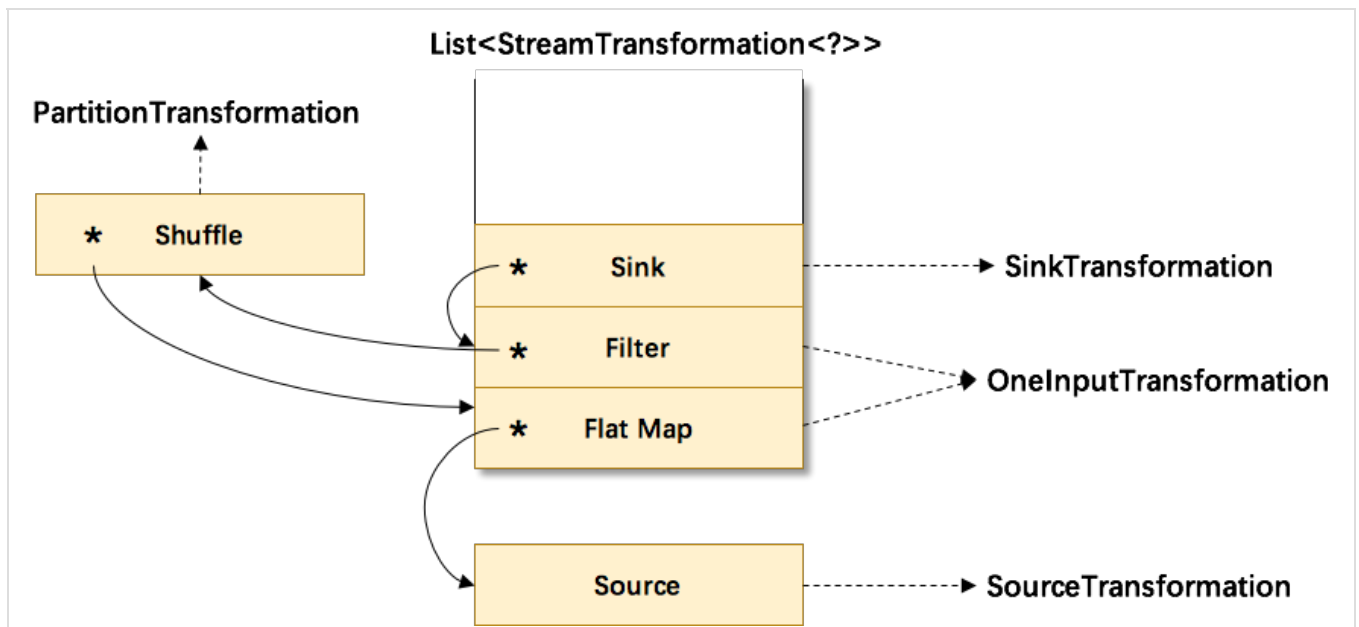 List<StreamTransformation<?>>
PartitionTransformation
* Shuffle
* Sink
SinkTransformation
* Filter
OneInputTransformation
* Flat Map
Source
SourceTransformation